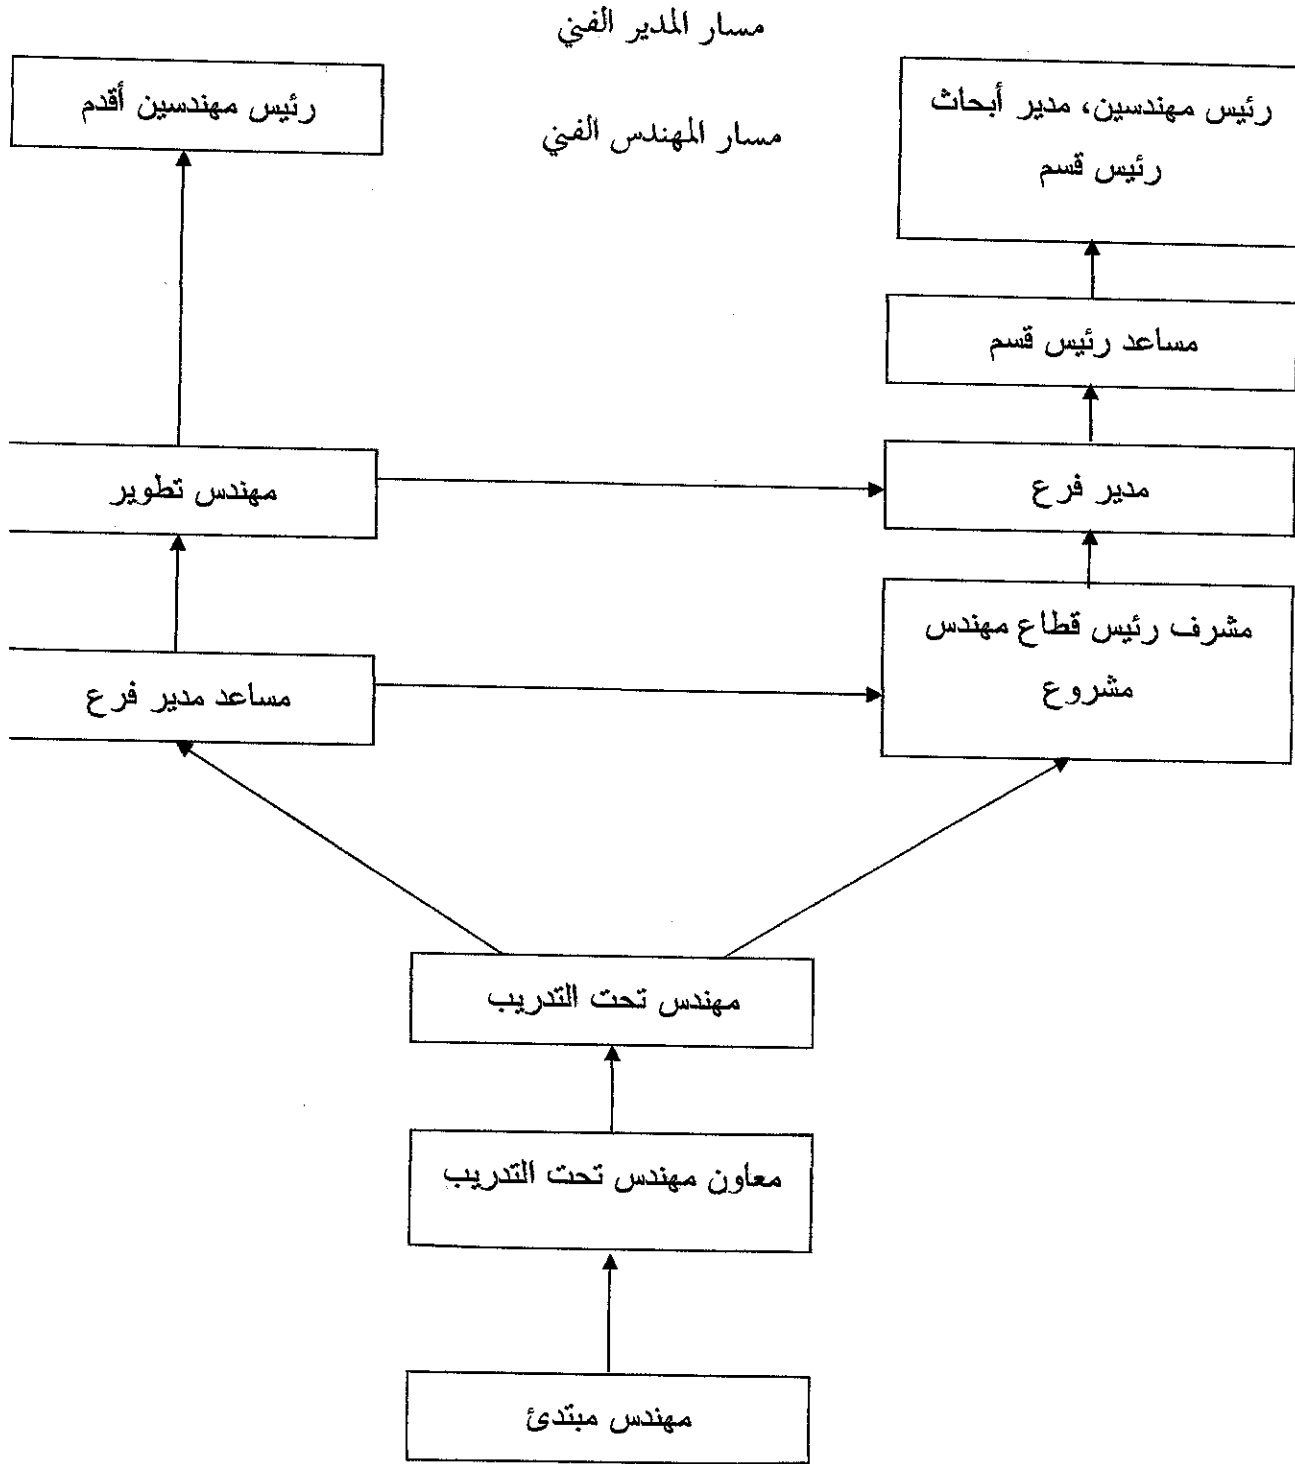 مسار المدير الفني
رئيس مهندسين، مدير أبحاث
رئيس قسم
رئيس مهندسين أقدم
مسار المهندس الفني
مساعد رئيس قسم
مدير فرع
مهندس تطوير
مشرف رئيس قطاع مهندس
مشروع
مساعد مدير فرع
مهندس تحت التدريب
معاون مهندس تحت التدريب
مهندس مبتدئ